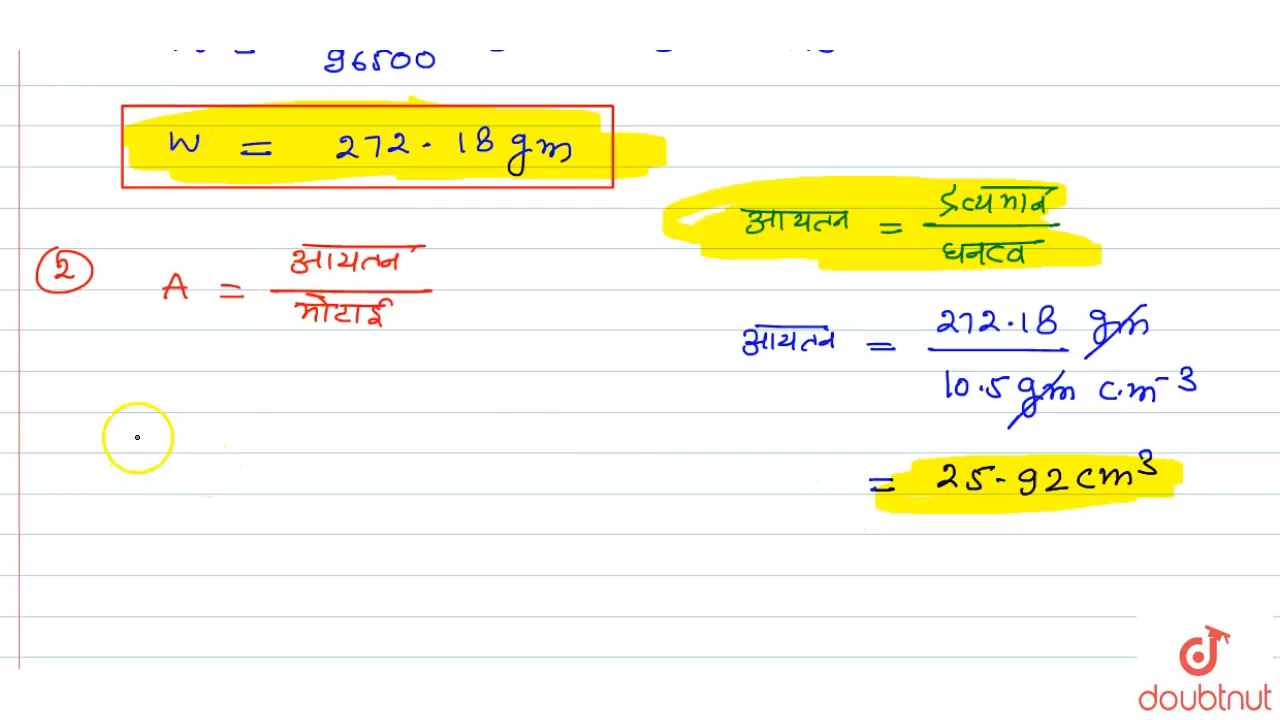 96500
W = 272.18 gm
आयतन = द्रव्यमान / घनत्व
② A = आयतन / मोटाई
आयतन = 272.18 gm / 10.5 gm c.m⁻³
= 25.92 cm³
doubtnut